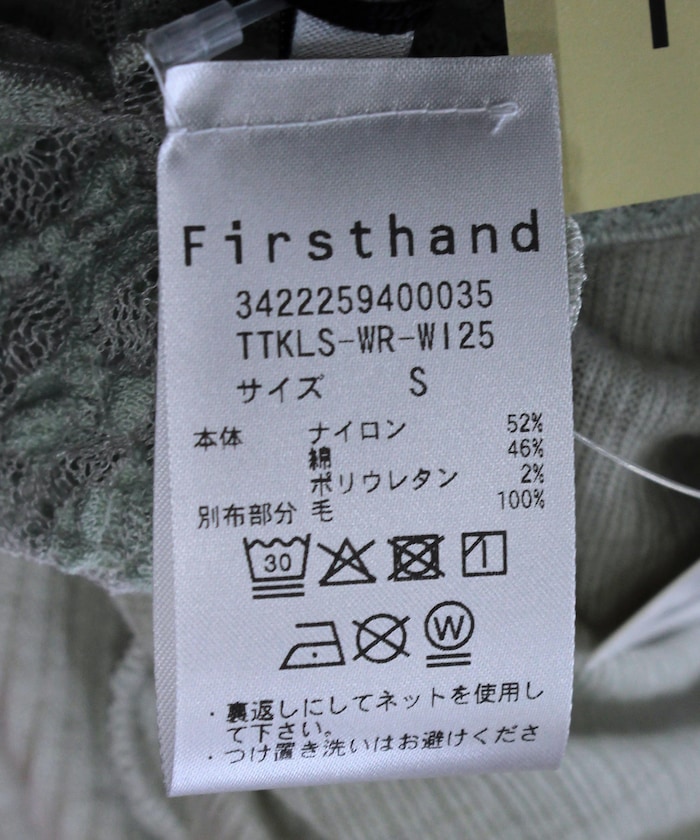 Firsthand
3422259400035
TTKLS-WR-WI25
サイズ S
本体 ナイロン 52%
綿 46%
ポリウレタン 2%
別布部分 毛 100%
30
W
・裏返しにしてネットを使用し
て下さい。
・つけ置き洗いはお避けくださ